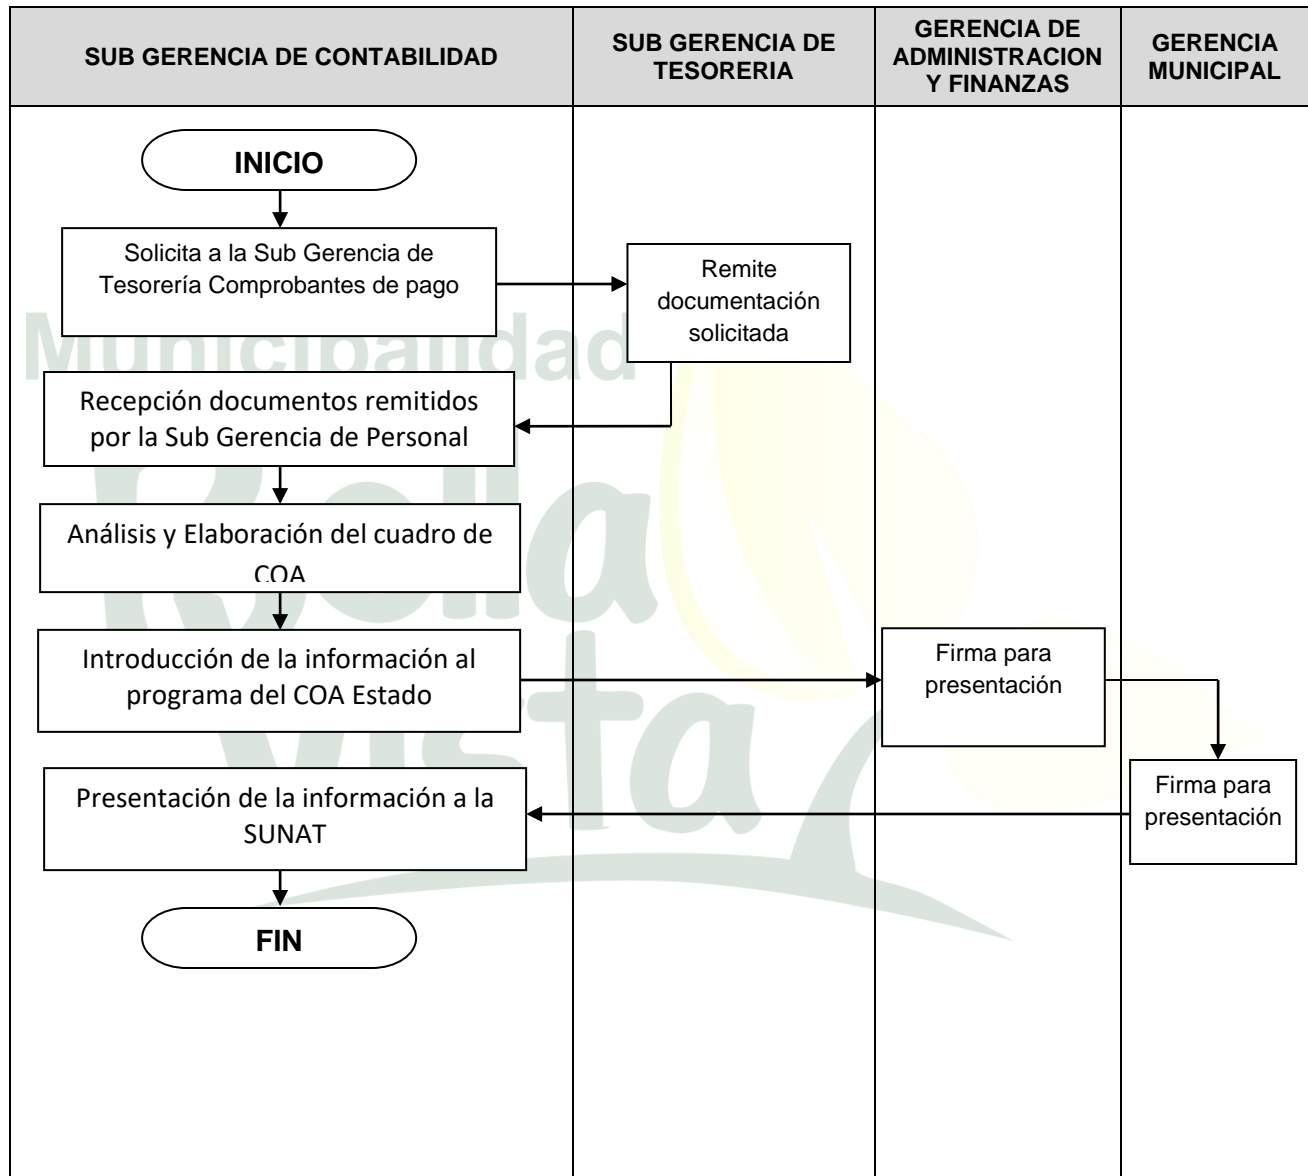 SUB GERENCIA DE CONTABILIDAD
SUB GERENCIA DE
TESORERIA
GERENCIA DE
ADMINISTRACION
Y FINANZAS
GERENCIA
MUNICIPAL
INICIO
Solicita a la Sub Gerencia de
Tesorería Comprobantes de pago
Remite
documentación
solicitada
Municipalidad
Recepción documentos remitidos
por la Sub Gerencia de Personal
Bella
Análisis y Elaboración del cuadro de
COA
Introducción de la información al
programa del COA Estado
Firma para
presentación
Vista
Presentación de la información a la
SUNAT
Firma para
presentación
FIN